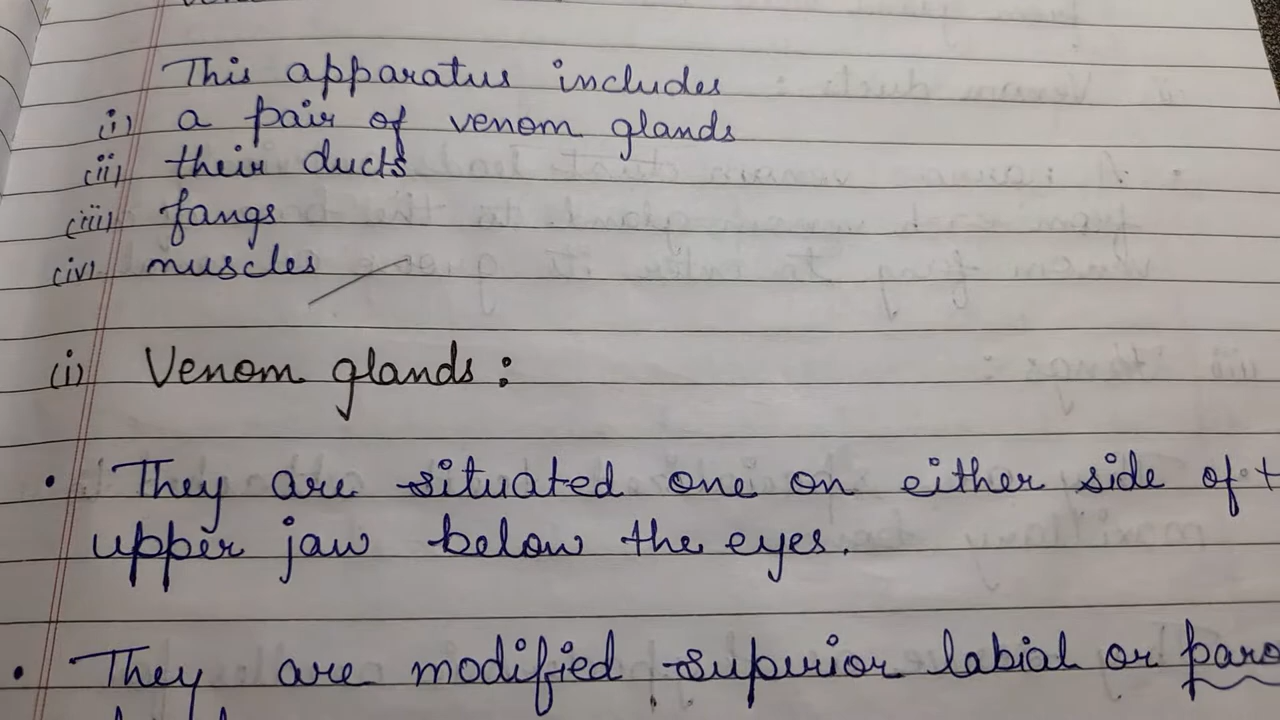 This apparatus includes
(i) a pair of venom glands
(ii) their ducts
(iii) fangs
(iv) muscles
(i) Venom glands :
• They are situated one on either side of
upper jaw below the eyes.
• They are modified superior labial or